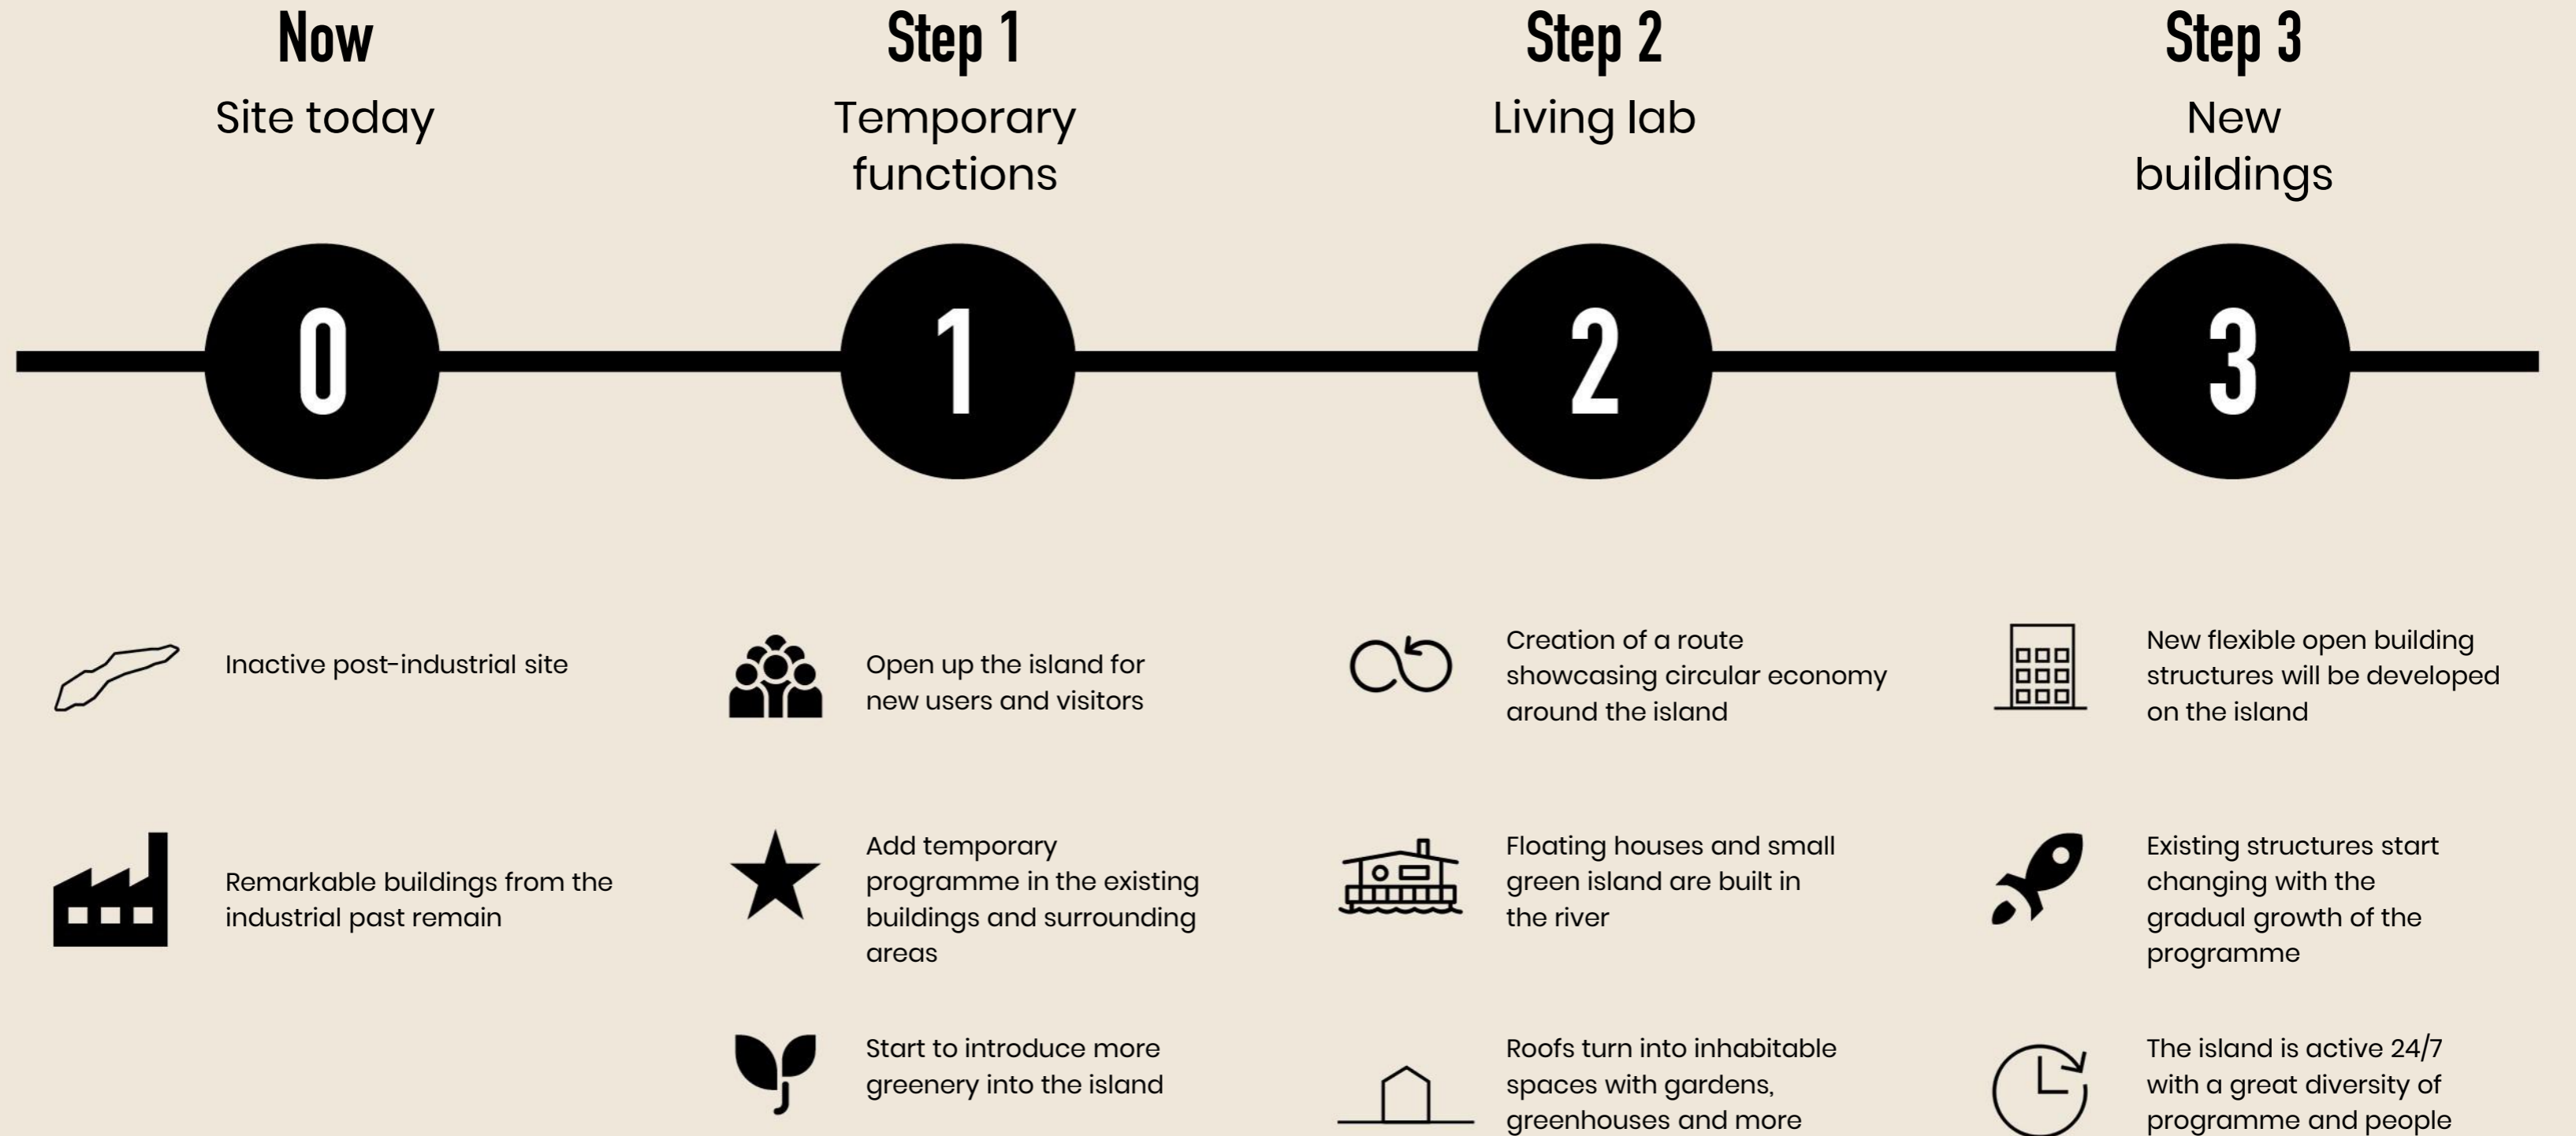 Now
Site today
Step 1
Temporary
functions
Step 2
Living lab
Step 3
New
buildings
0
1
2
3
Inactive post-industrial site
Remarkable buildings from the
industrial past remain
Open up the island for
new users and visitors
Add temporary
programme in the existing
buildings and surrounding
areas
Start to introduce more
greenery into the island
Creation of a route
showcasing circular economy
around the island
Floating houses and small
green island are built in
the river
Roofs turn into inhabitable
spaces with gardens,
greenhouses and more
New flexible open building
structures will be developed
on the island
Existing structures start
changing with the
gradual growth of the
programme
The island is active 24/7
with a great diversity of
programme and people